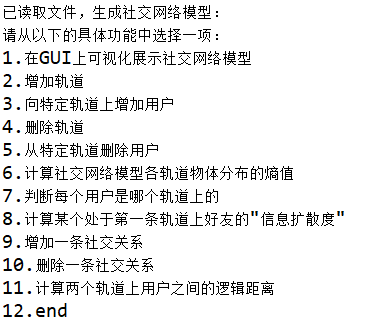 已读取文件，生成社交网络模型：
请从以下的具体功能中选择一项：
1.在GUI上可视化展示社交网络模型
2.增加轨道
3.向特定轨道上增加用户
4.删除轨道
5.从特定轨道删除用户
6.计算社交网络模型各轨道物体分布的熵值
7.判断每个用户是哪个轨道上的
8.计算某个处于第一条轨道上好友的"信息扩散度"
9.增加一条社交关系
10.删除一条社交关系
11.计算两个轨道上用户之间的逻辑距离
12.end